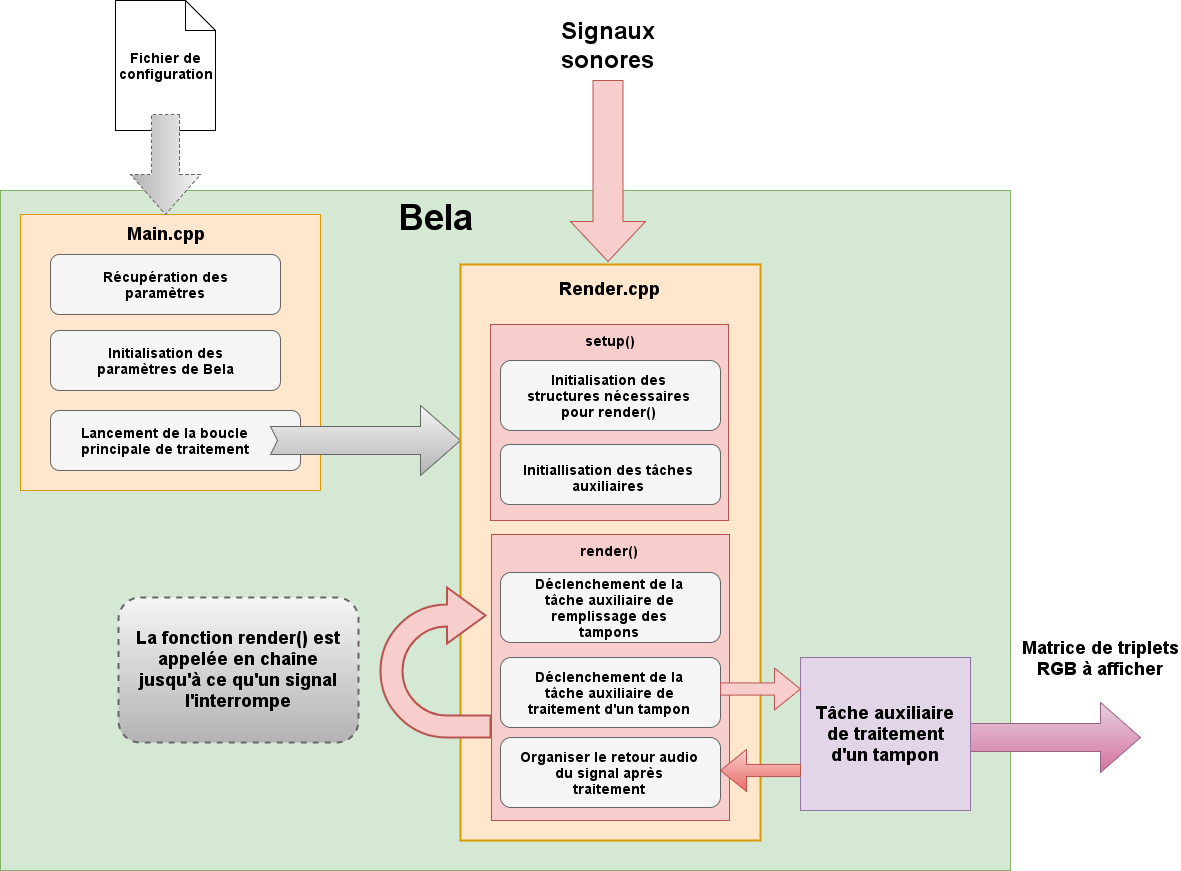 Fichier de
configuration
Signaux
sonores
Bela
Main.cpp
Récupération des
paramètres
Initialisation des
paramètres de Bela
Lancement de la boucle
principale de traitement
Render.cpp
setup()
Initialisation des
structures nécessaires
pour render()
Initiallisation des tâches
auxiliaires
render()
Déclenchement de la
tâche auxiliaire de
remplissage des
tampons
Déclenchement de la
tâche auxiliaire de
traitement d'un tampon
Organiser le retour audio
du signal après
traitement
La fonction render() est
appelée en chaîne
jusqu'à ce qu'un signal
l'interrompe
Tâche auxiliaire
de traitement
d'un tampon
Matrice de triplets
RGB à afficher